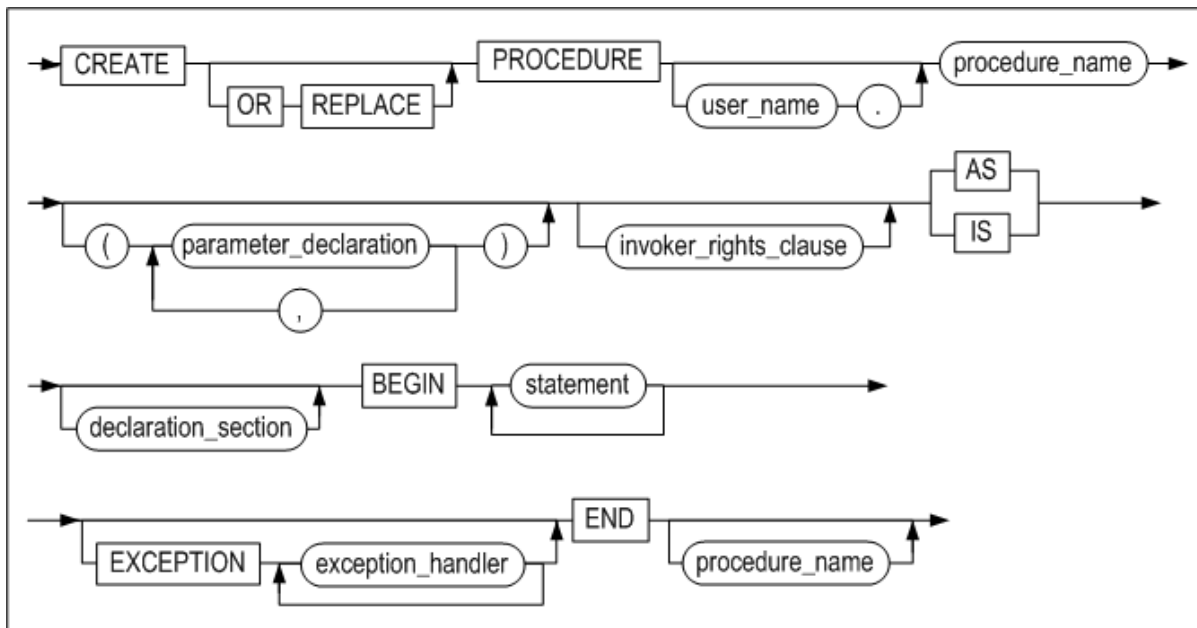 CREATE OR REPLACE PROCEDURE user_name . procedure_name
( parameter_declaration , ) invoker_rights_clause AS IS
declaration_section BEGIN statement
EXCEPTION exception_handler END procedure_name